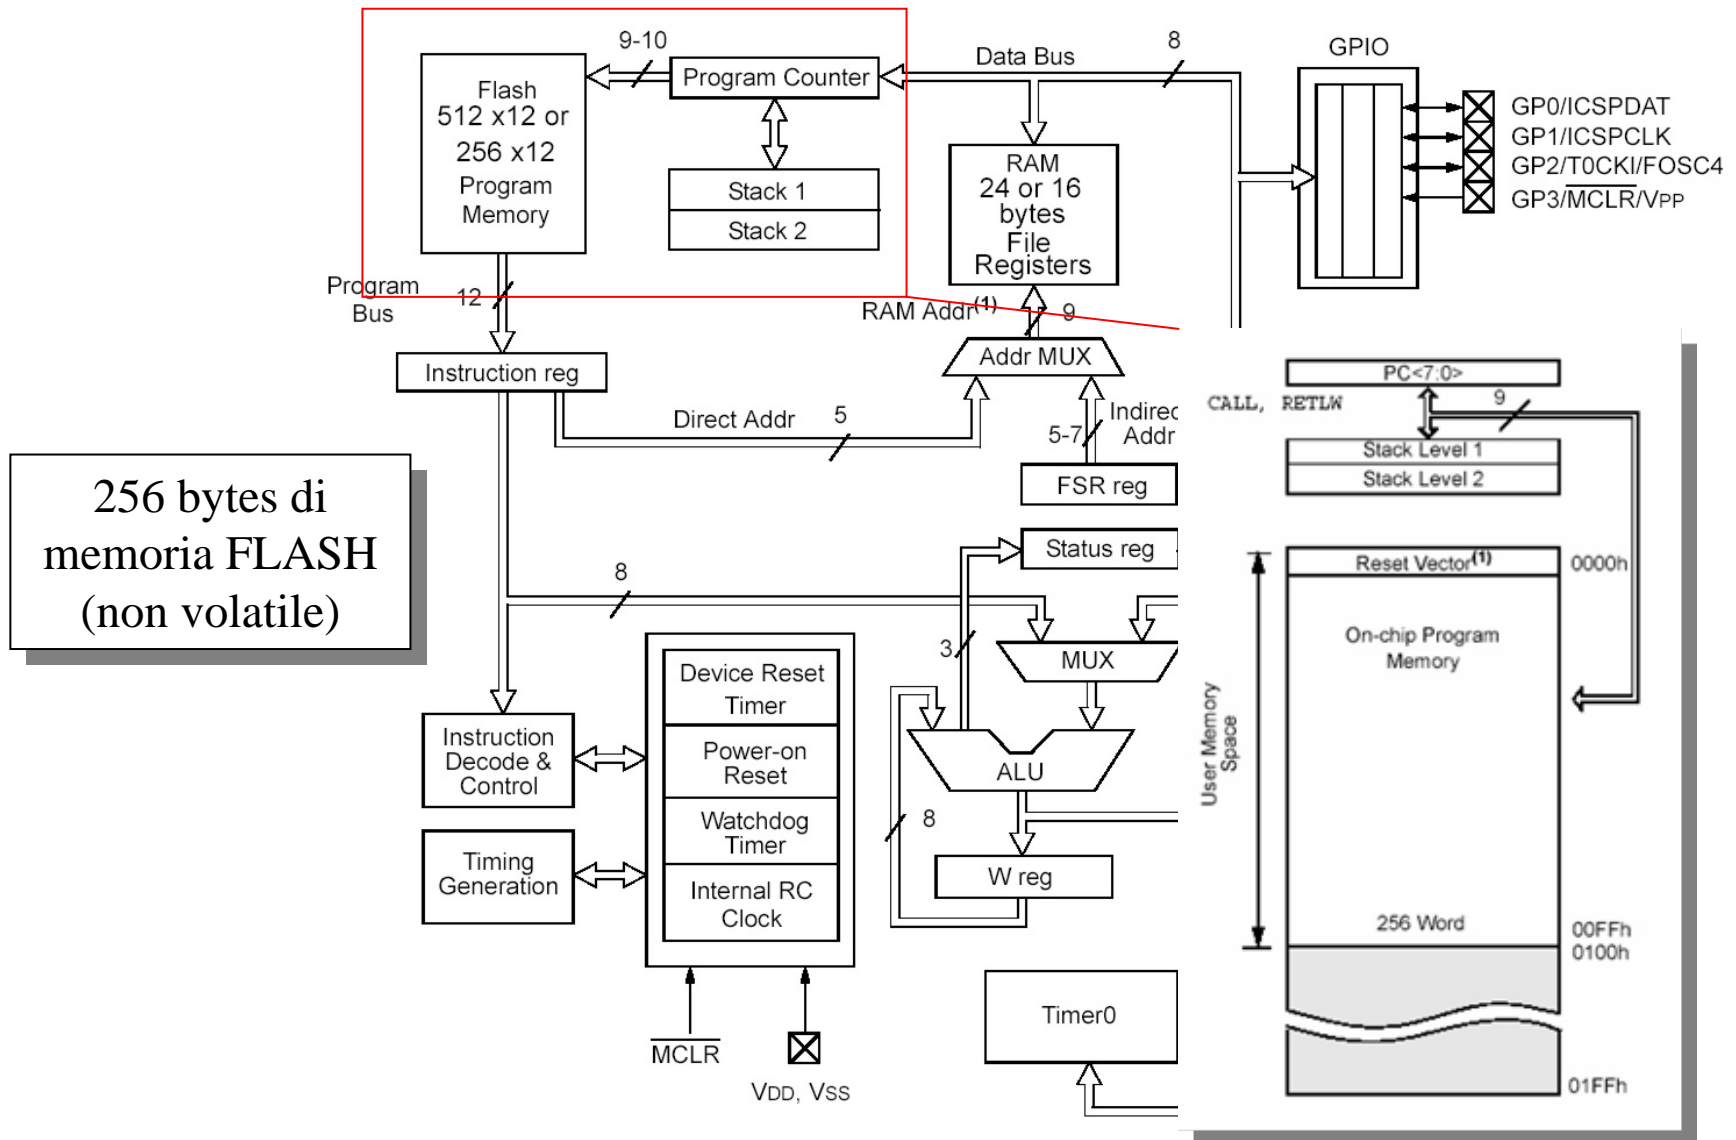 9-10
Data Bus
8
GPIO
Program Counter
Flash
512 x12 or
256 x12
Program
Memory
GP0/ICSPDAT
GP1/ICSPCLK
GP2/T0CKI/FOSC4
GP3/MCLR/VPP
Stack 1
Stack 2
RAM
24 or 16
bytes
File
Registers
Program
Bus
12
RAM Addr(1)
9
Instruction reg
Addr MUX
Direct Addr
5
5-7
Indirec
Addr
FSR reg
PC<7:0>
CALL, RETLW
9
Stack Level 1
Stack Level 2
256 bytes di
memoria FLASH
(non volatile)
Status reg
Reset Vector(1)
0000h
8
On-chip Program
Memory
User Memory
Space
3
MUX
Device Reset
Timer
Power-on
Reset
Watchdog
Timer
Internal RC
Clock
Instruction
Decode &
Control
Timing
Generation
ALU
8
W reg
256 Word
00FFh
0100h
Timer0
MCLR
VDD, VSS
01FFh